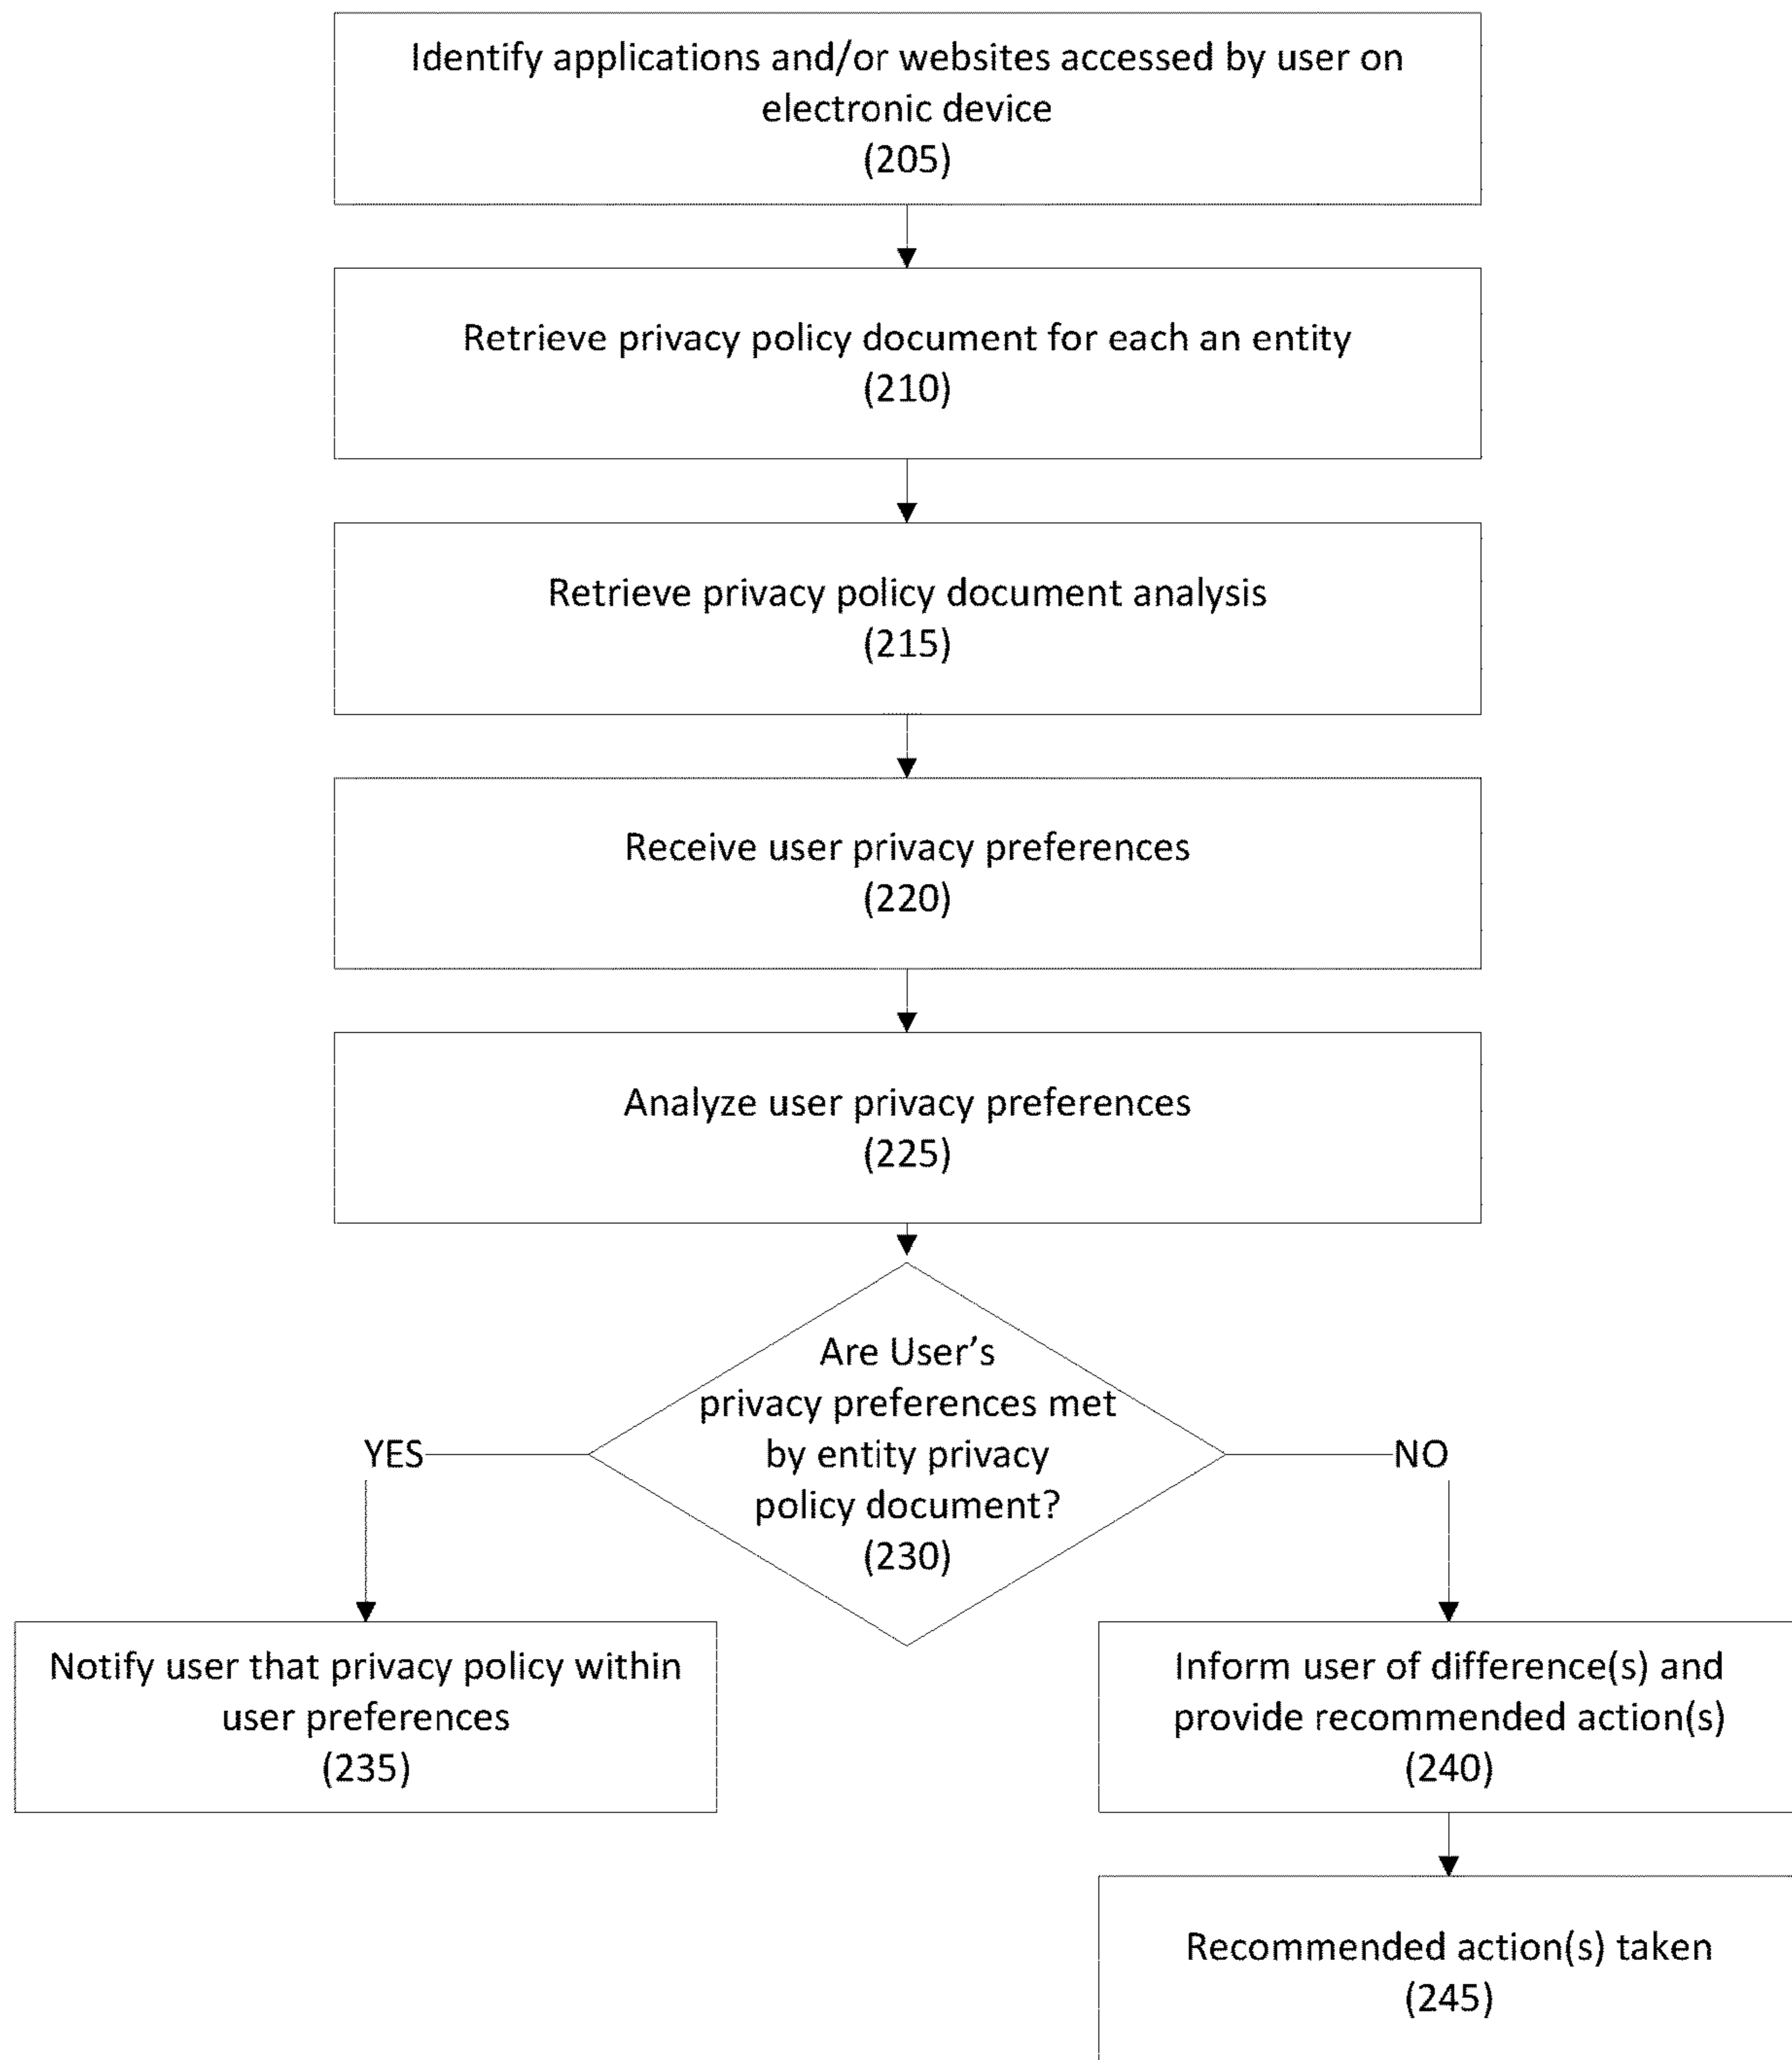 Identify applications and/or websites accessed by user on
electronic device
(205)
Retrieve privacy policy document for each an entity
(210)
Retrieve privacy policy document analysis
(215)
Receive user privacy preferences
(220)
Analyze user privacy preferences
(225)
Are User’s
privacy preferences met
by entity privacy
policy document?
(230)
YES
NO
Notify user that privacy policy within
user preferences
(235)
Inform user of difference(s) and
provide recommended action(s)
(240)
Recommended action(s) taken
(245)